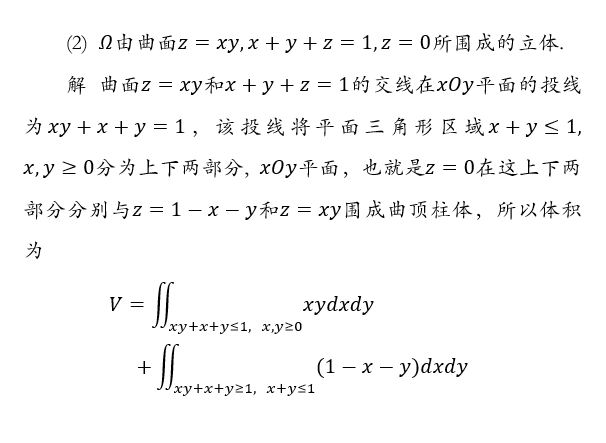 (2) Ω由曲面z = xy, x + y + z = 1, z = 0所围成的立体.
解 曲面z = xy和x + y + z = 1的交线在xOy平面的投线
为 xy + x + y = 1，该投线将平面三角形区域x + y ≤ 1,
x, y ≥ 0分为上下两部分, xOy平面，也就是z = 0在这上下两
部分分别与z = 1 − x − y和z = xy围成曲顶柱体，所以体积
为
V = ∬_{xy+x+y≤1, x,y≥0} xydxdy
+ ∬_{xy+x+y≥1, x+y≤1} (1 − x − y)dxdy